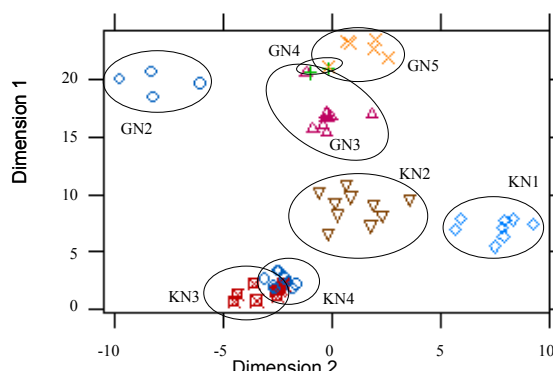 GN4
GN5
20
GN2
15
GN3
Dimension 1
KN2
KN1
10
5
KN3
KN4
0
-10
-5
0
5
10
Dimension 2